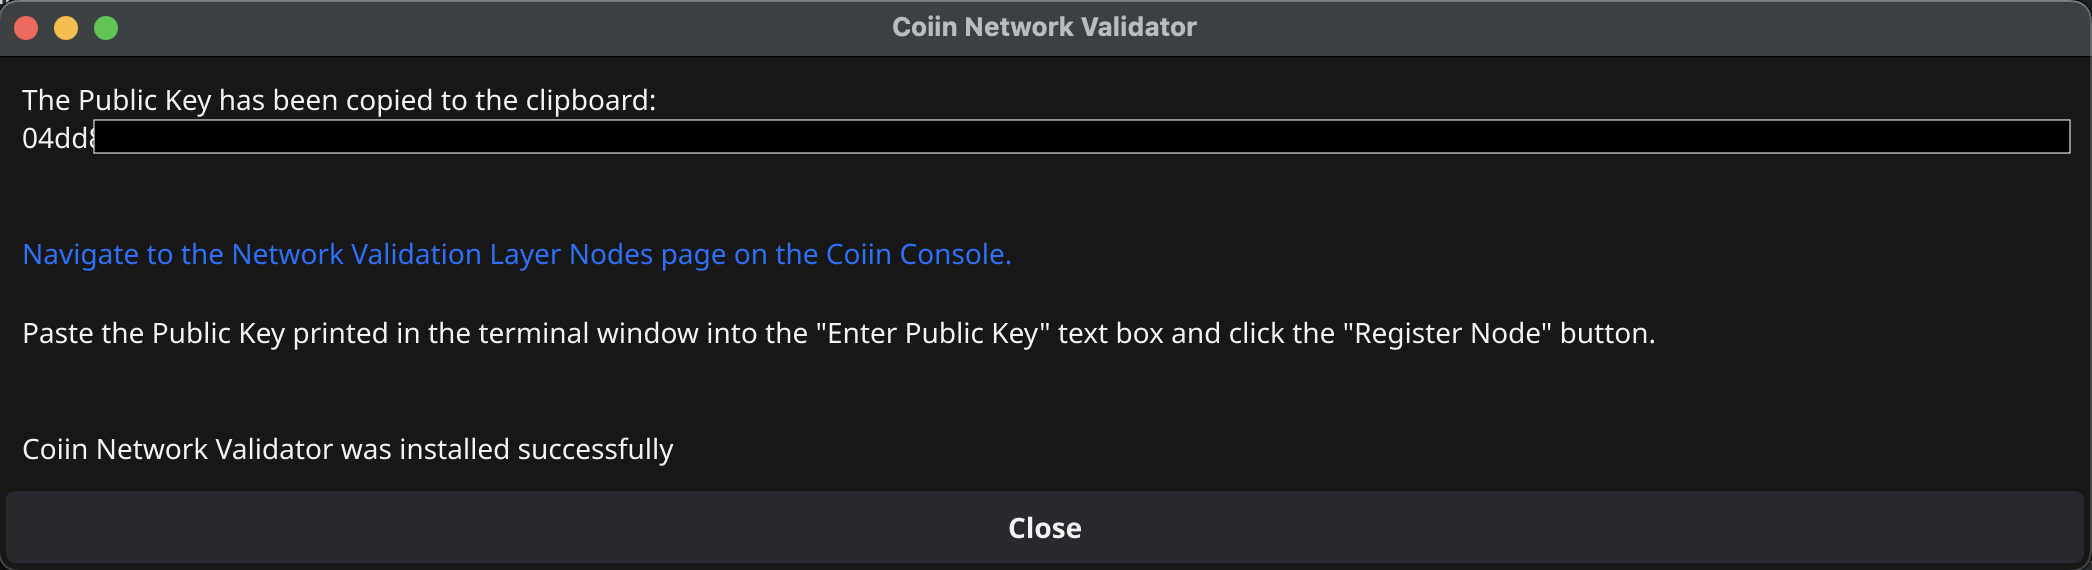 Coiin Network Validator
The Public Key has been copied to the clipboard:
04dd
Navigate to the Network Validation Layer Nodes page on the Coiin Console.
Paste the Public Key printed in the terminal window into the "Enter Public Key" text box and click the "Register Node" button.
Coiin Network Validator was installed successfully
Close